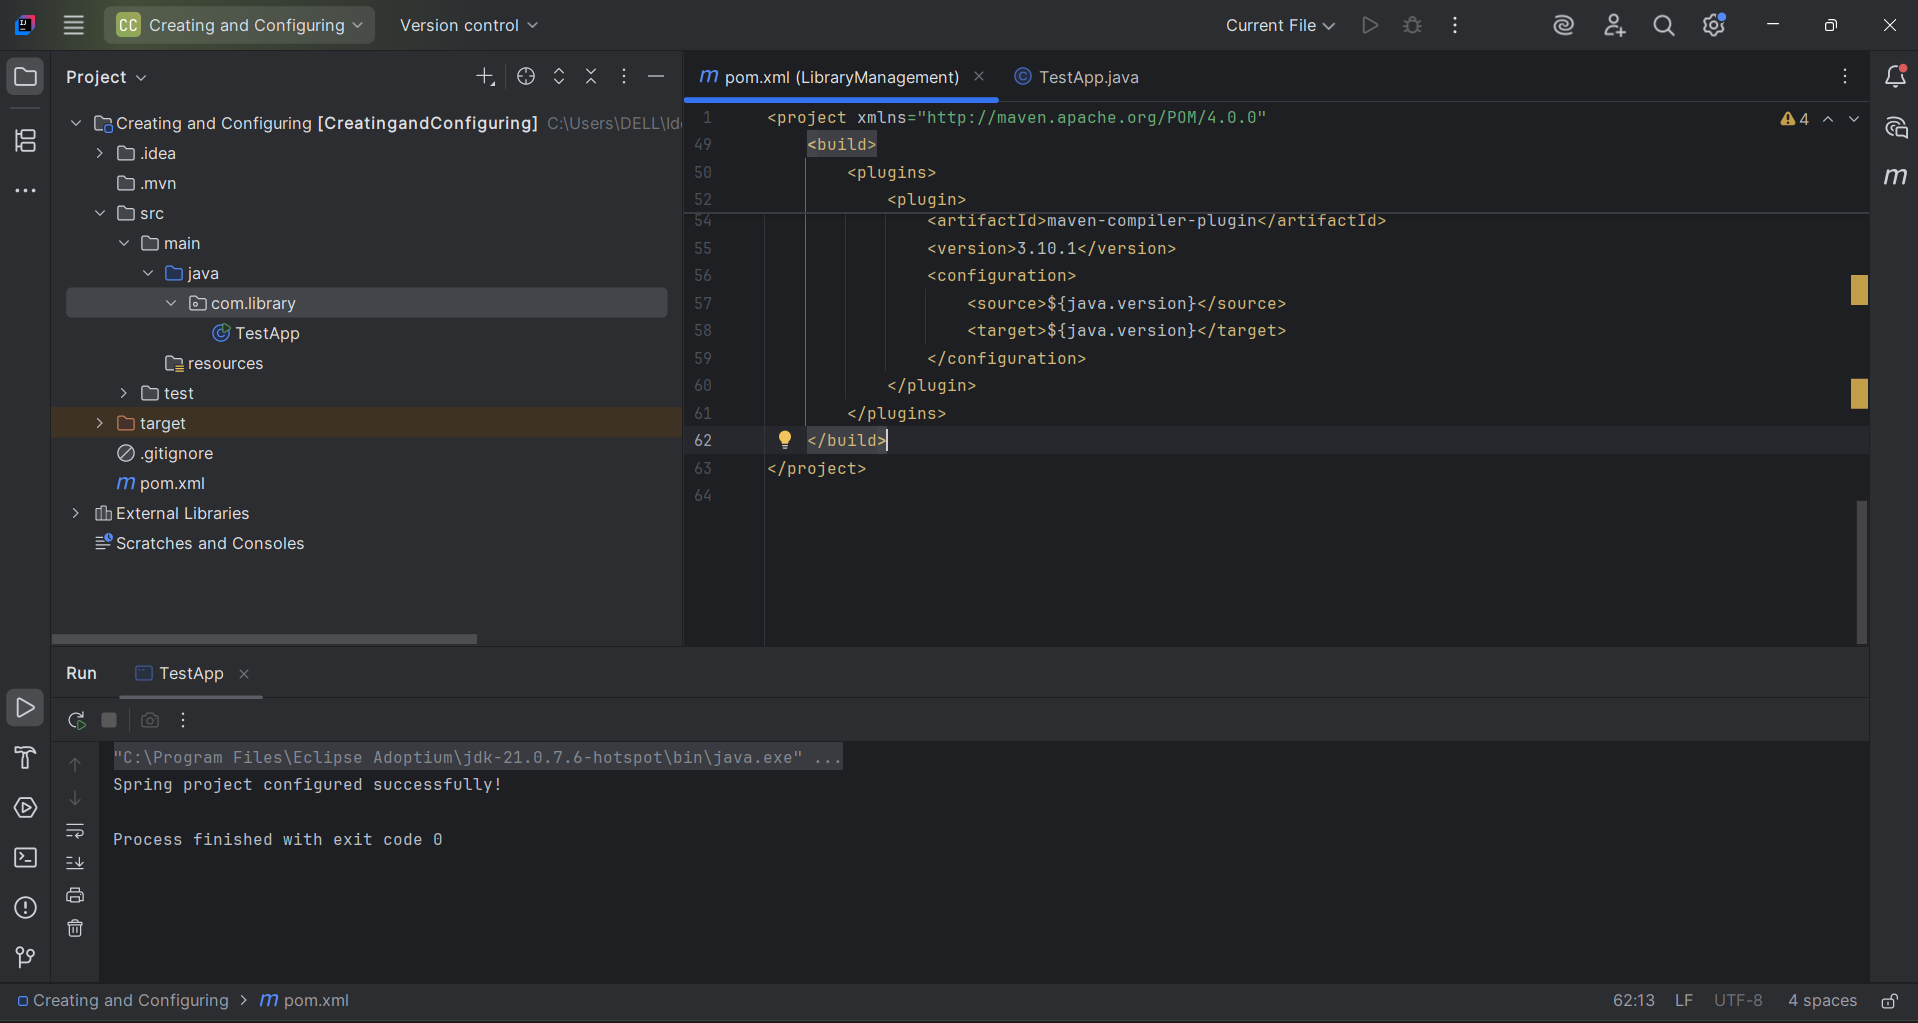 CC Creating and Configuring Version control Current File
Project
Creating and Configuring [CreatingandConfiguring] C:\Users\DELL\Id
.idea
.mvn
src
main
java
com.library
TestApp
resources
test
target
.gitignore
m pom.xml
External Libraries
Scratches and Consoles
m pom.xml (LibraryManagement) TestApp.java
4
1 <project xmlns="http://maven.apache.org/POM/4.0.0"
49 <build>
50 <plugins>
52 <plugin>
54 <artifactId>maven-compiler-plugin</artifactId>
55 <version>3.10.1</version>
56 <configuration>
57 <source>${java.version}</source>
58 <target>${java.version}</target>
59 </configuration>
60 </plugin>
61 </plugins>
62 </build>
63 </project>
64
m
Run TestApp
"C:\Program Files\Eclipse Adoptium\jdk-21.0.7.6-hotspot\bin\java.exe" ...
Spring project configured successfully!
Process finished with exit code 0
Creating and Configuring > m pom.xml 62:13 LF UTF-8 4 spaces